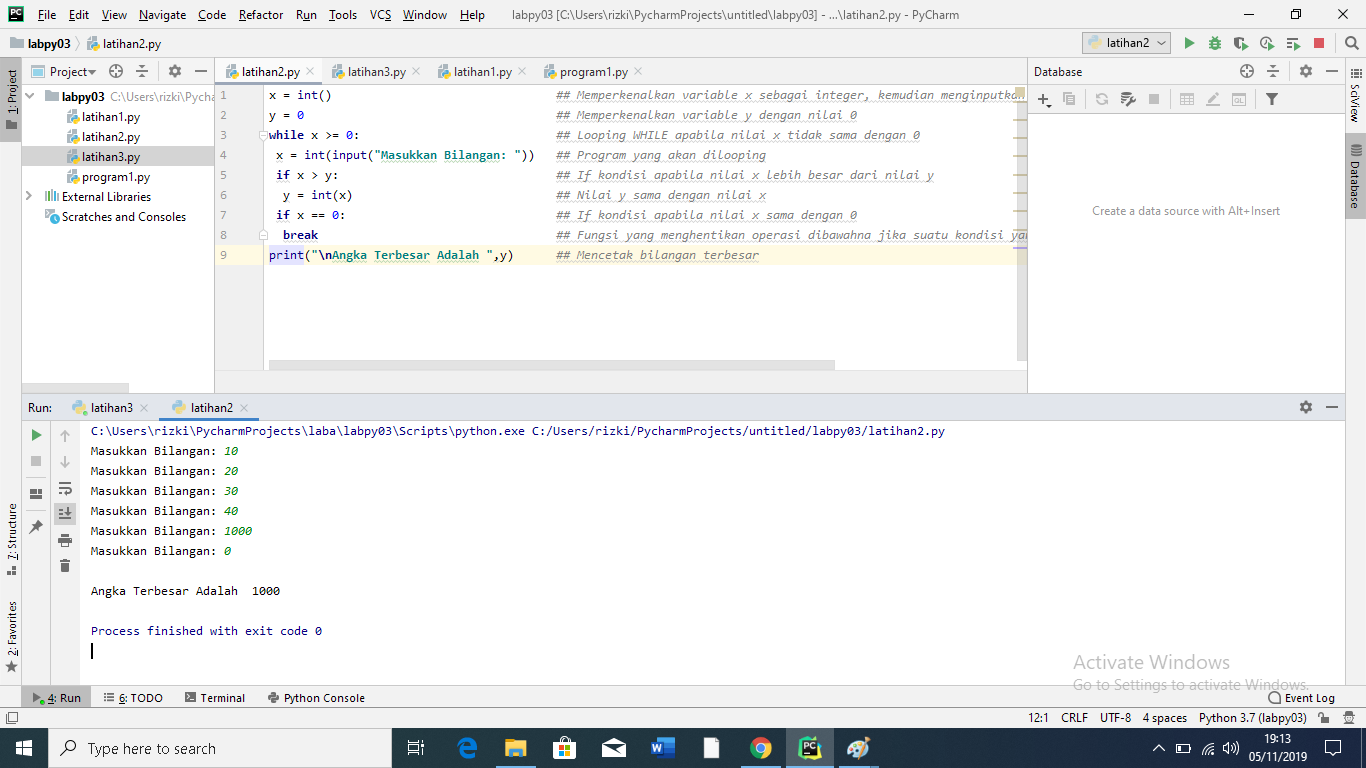 File Edit View Navigate Code Refactor Run Tools VCS Window Help labpy03 [C:\Users\rizki\PycharmProjects\untitled\labpy03] - ...\latihan2.py - PyCharm
labpy03 latihan2.py latihan2
1: Project
Project
labpy03 C:\Users\rizki\Pycha
latihan1.py
latihan2.py
latihan3.py
program1.py
External Libraries
Scratches and Consoles
latihan2.py latihan3.py latihan1.py program1.py
1 x = int() ## Memperkenalkan variable x sebagai integer, kemudian menginputka
2 y = 0 ## Memperkenalkan variable y dengan nilai 0
3 while x >= 0: ## Looping WHILE apabila nilai x tidak sama dengan 0
4 x = int(input("Masukkan Bilangan: ")) ## Program yang akan dilooping
5 if x > y: ## If kondisi apabila nilai x lebih besar dari nilai y
6 y = int(x) ## Nilai y sama dengan nilai x
7 if x == 0: ## If kondisi apabila nilai x sama dengan 0
8 break ## Fungsi yang menghentikan operasi dibawahna jika suatu kondisi ya
9 print("\nAngka Terbesar Adalah ",y) ## Mencetak bilangan terbesar
Database
Create a data source with Alt+Insert
SciView
Database
Run: latihan3 latihan2
C:\Users\rizki\PycharmProjects\laba\labpy03\Scripts\python.exe C:/Users/rizki/PycharmProjects/untitled/labpy03/latihan2.py
Masukkan Bilangan: 10
Masukkan Bilangan: 20
Masukkan Bilangan: 30
Masukkan Bilangan: 40
Masukkan Bilangan: 1000
Masukkan Bilangan: 0
Angka Terbesar Adalah  1000
Process finished with exit code 0
7: Structure
2: Favorites
Activate Windows
Go to Settings to activate Windows.
4: Run 6: TODO Terminal Python Console Event Log
12:1 CRLF UTF-8 4 spaces Python 3.7 (labpy03)
Type here to search
19:13
05/11/2019